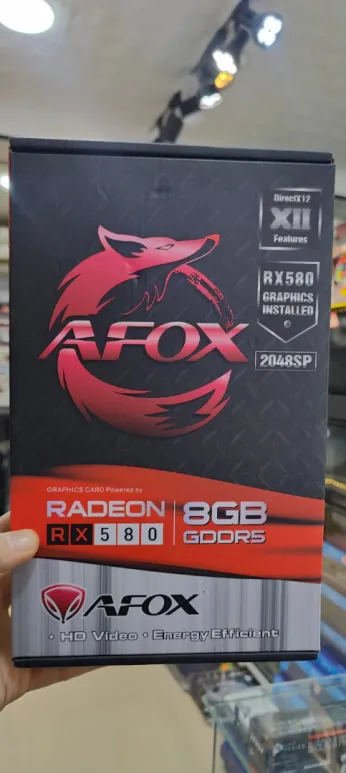 DirectX12
XII
Features
RX580
GRAPHICS
INSTALLED
AFOX
2048SP
GRAPHICS CARD Powered by
RADEON
RX580
8GB
GDDR5
AFOX
• HD Video • Energy Efficient